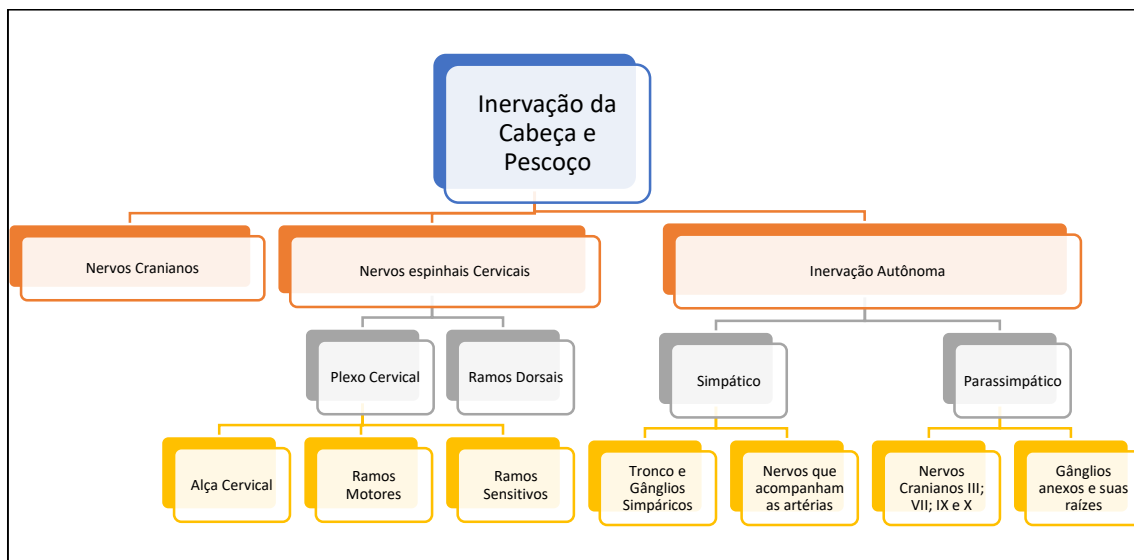 Inervação da
Cabeça e
Pescoço
Nervos Cranianos
Nervos espinhais Cervicais
Inervação Autônoma
Plexo Cervical
Ramos Dorsais
Simpático
Parassimpático
Alça Cervical
Ramos
Motores
Ramos
Sensitivos
Tronco e
Gânglios
Simpáricos
Nervos que
acompanham
as artérias
Nervos
Cranianos III;
VII; IX e X
Gânglios
anexos e suas
raízes